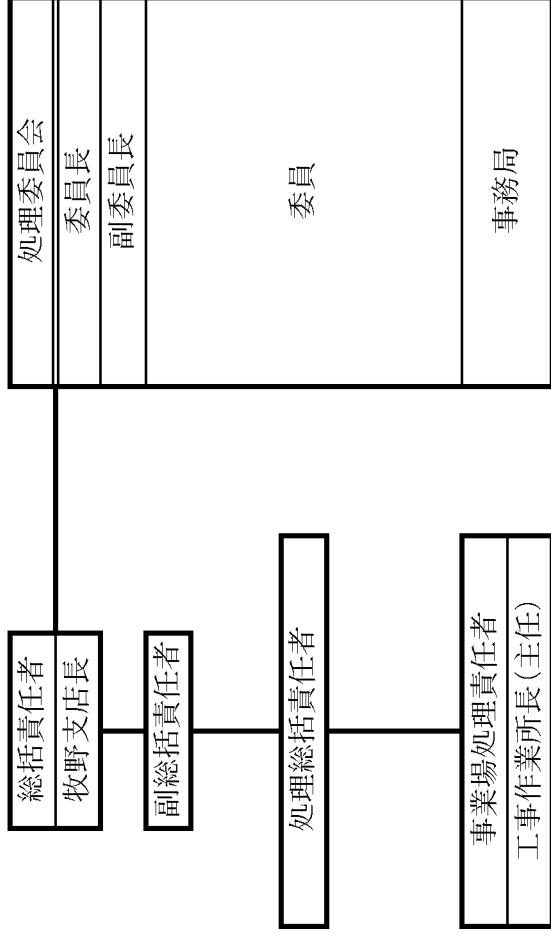 処理委員会
委員長
副委員長
委員
事務局
総括責任者
牧野支店長
副総括責任者
処理総括責任者
事業場処理責任者
工事作業所長(主任)